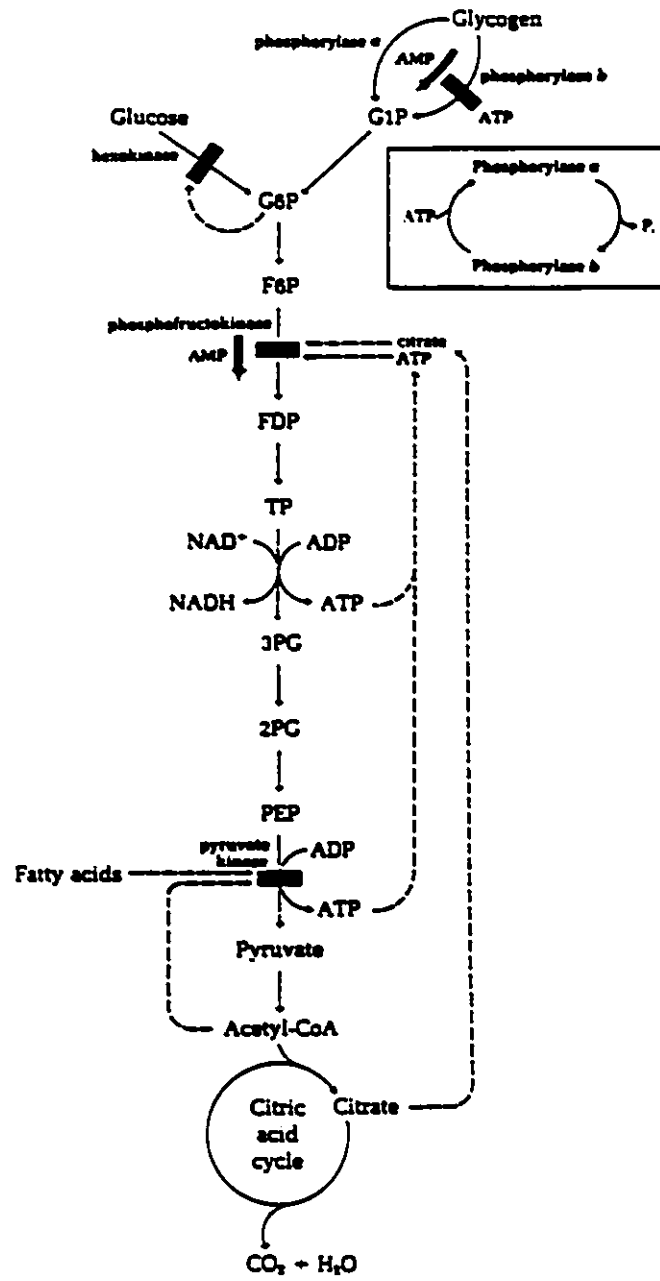 Glycogen
phosphorylase a
AMP
phosphorylase b
G1P
ATP
Glucose
hexokinase
G6P
Phosphorylase a
ATP
P.
Phosphorylase b
F6P
phosphofructokinase
AMP
citrate
ATP
FDP
TP
NAD+ ADP
NADH ATP
3PG
2PG
PEP
pyruvate
kinase
ADP
Fatty acids
ATP
Pyruvate
Acetyl-CoA
Citric
acid
cycle
Citrate
CO₂ + H₂O